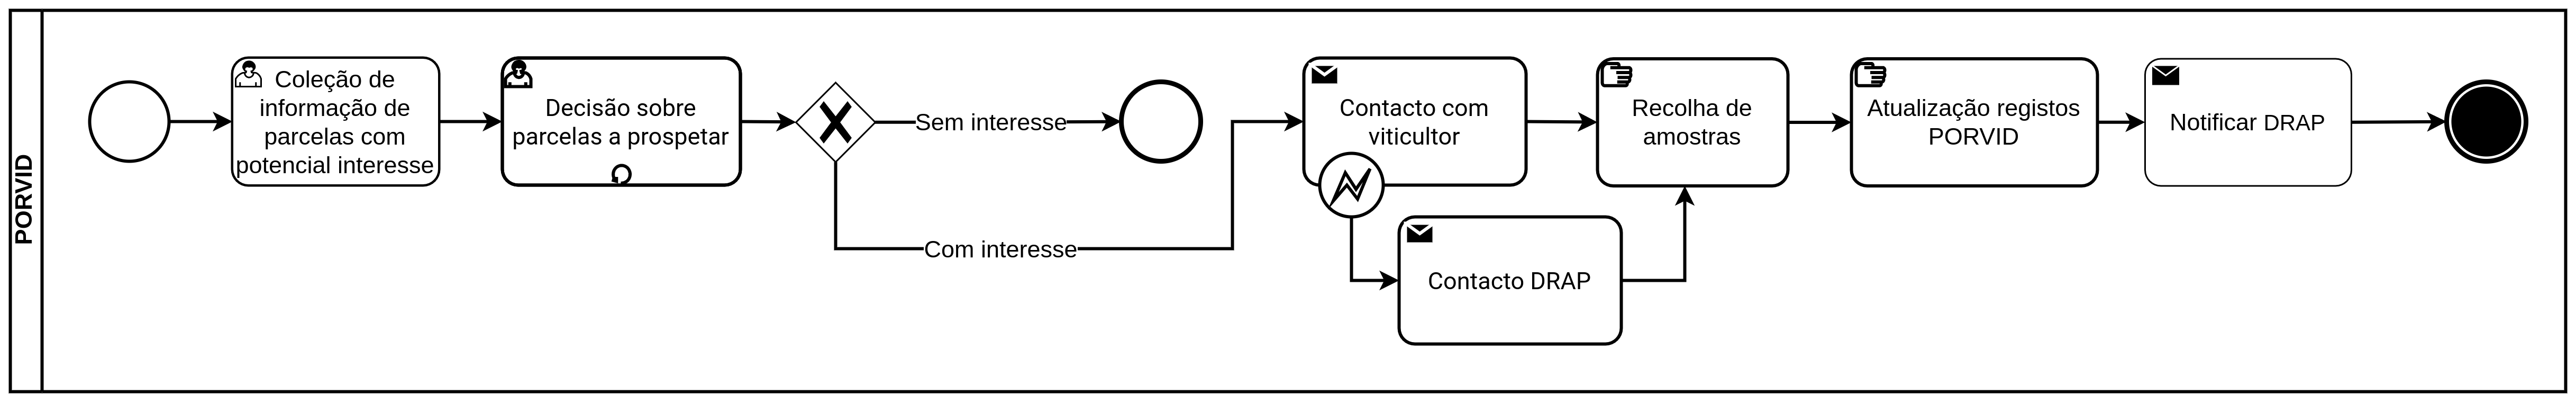 PORVID
Coleção de
informação de
parcelas com
potencial interesse
Decisão sobre
parcelas a prospetar
Sem interesse
Com interesse
Contacto com
viticultor
Contacto DRAP
Recolha de
amostras
Atualização registos
PORVID
Notificar DRAP